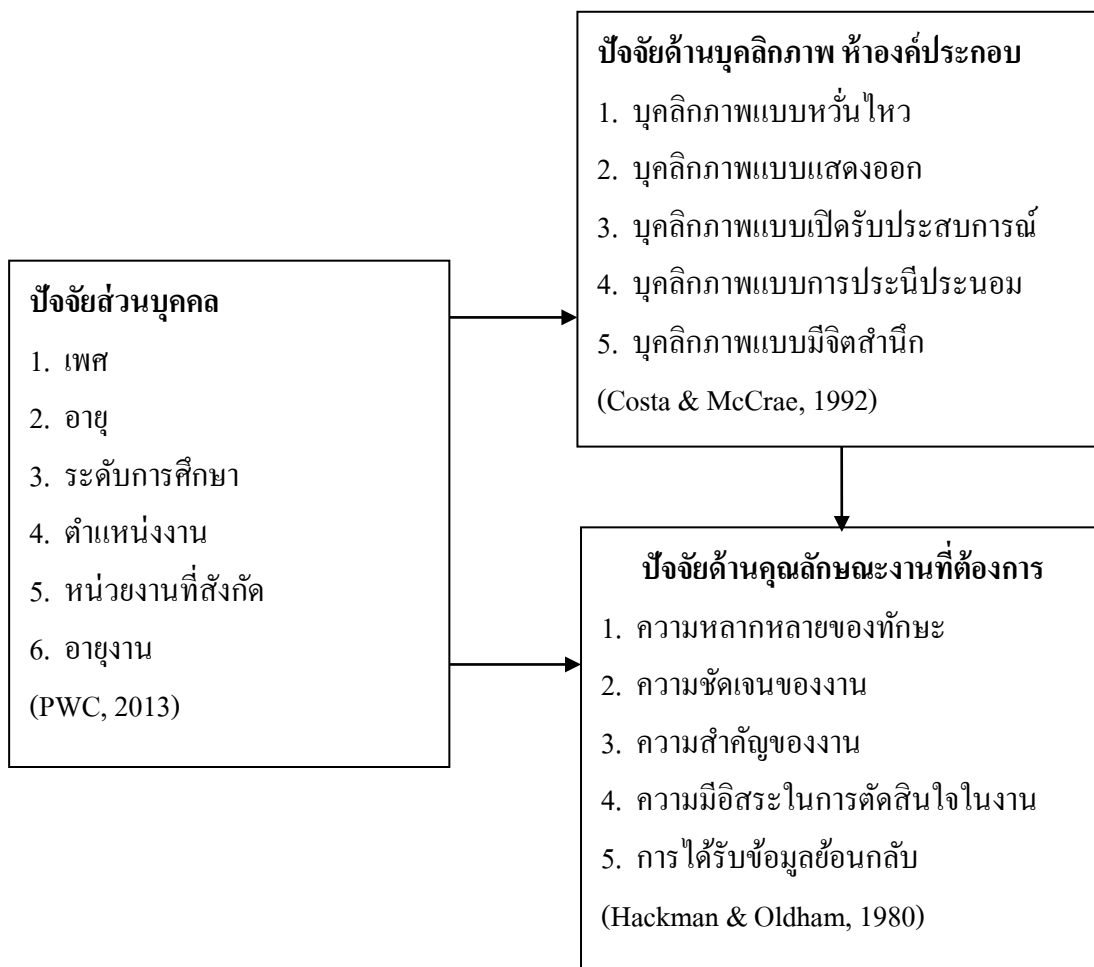 ปัจจัยด้านบุคลิกภาพ ห้าองค์ประกอบ
1. บุคลิกภาพแบบหวั่นไหว
2. บุคลิกภาพแบบแสดงออก
3. บุคลิกภาพแบบเปิดรับประสบการณ์
4. บุคลิกภาพแบบการประนีประนอม
5. บุคลิกภาพแบบมีจิตสำนึก
(Costa & McCrae, 1992)
ปัจจัยส่วนบุคคล
1. เพศ
2. อายุ
3. ระดับการศึกษา
4. ตำแหน่งงาน
5. หน่วยงานที่สังกัด
6. อายุงาน
(PWC, 2013)
ปัจจัยด้านคุณลักษณะงานที่ต้องการ
1. ความหลากหลายของทักษะ
2. ความชัดเจนของงาน
3. ความสำคัญของงาน
4. ความมีอิสระในการตัดสินใจในงาน
5. การได้รับข้อมูลย้อนกลับ
(Hackman & Oldham, 1980)